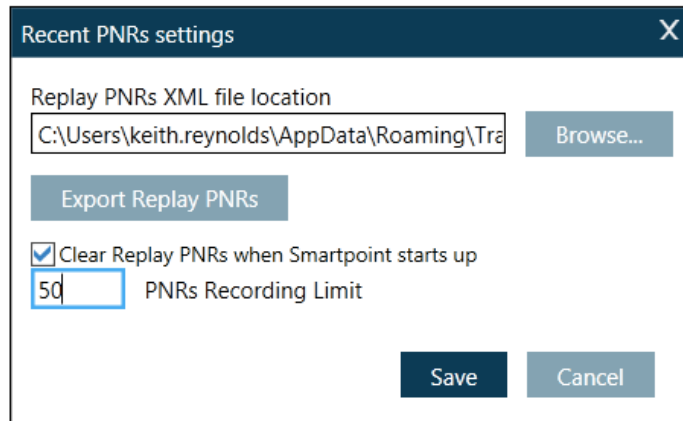 Recent PNRs settings X
Replay PNRs XML file location
C:\Users\keith.reynolds\AppData\Roaming\Tra Browse...
Export Replay PNRs
Clear Replay PNRs when Smartpoint starts up
50 PNRs Recording Limit
Save Cancel